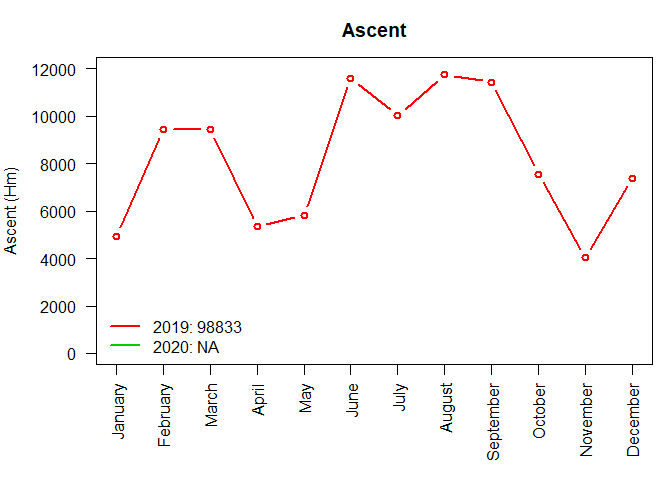 Ascent
Ascent (Hm)
12000
10000
8000
6000
4000
2000
0
2019: 98833
2020: NA
January
February
March
April
May
June
July
August
September
October
November
December